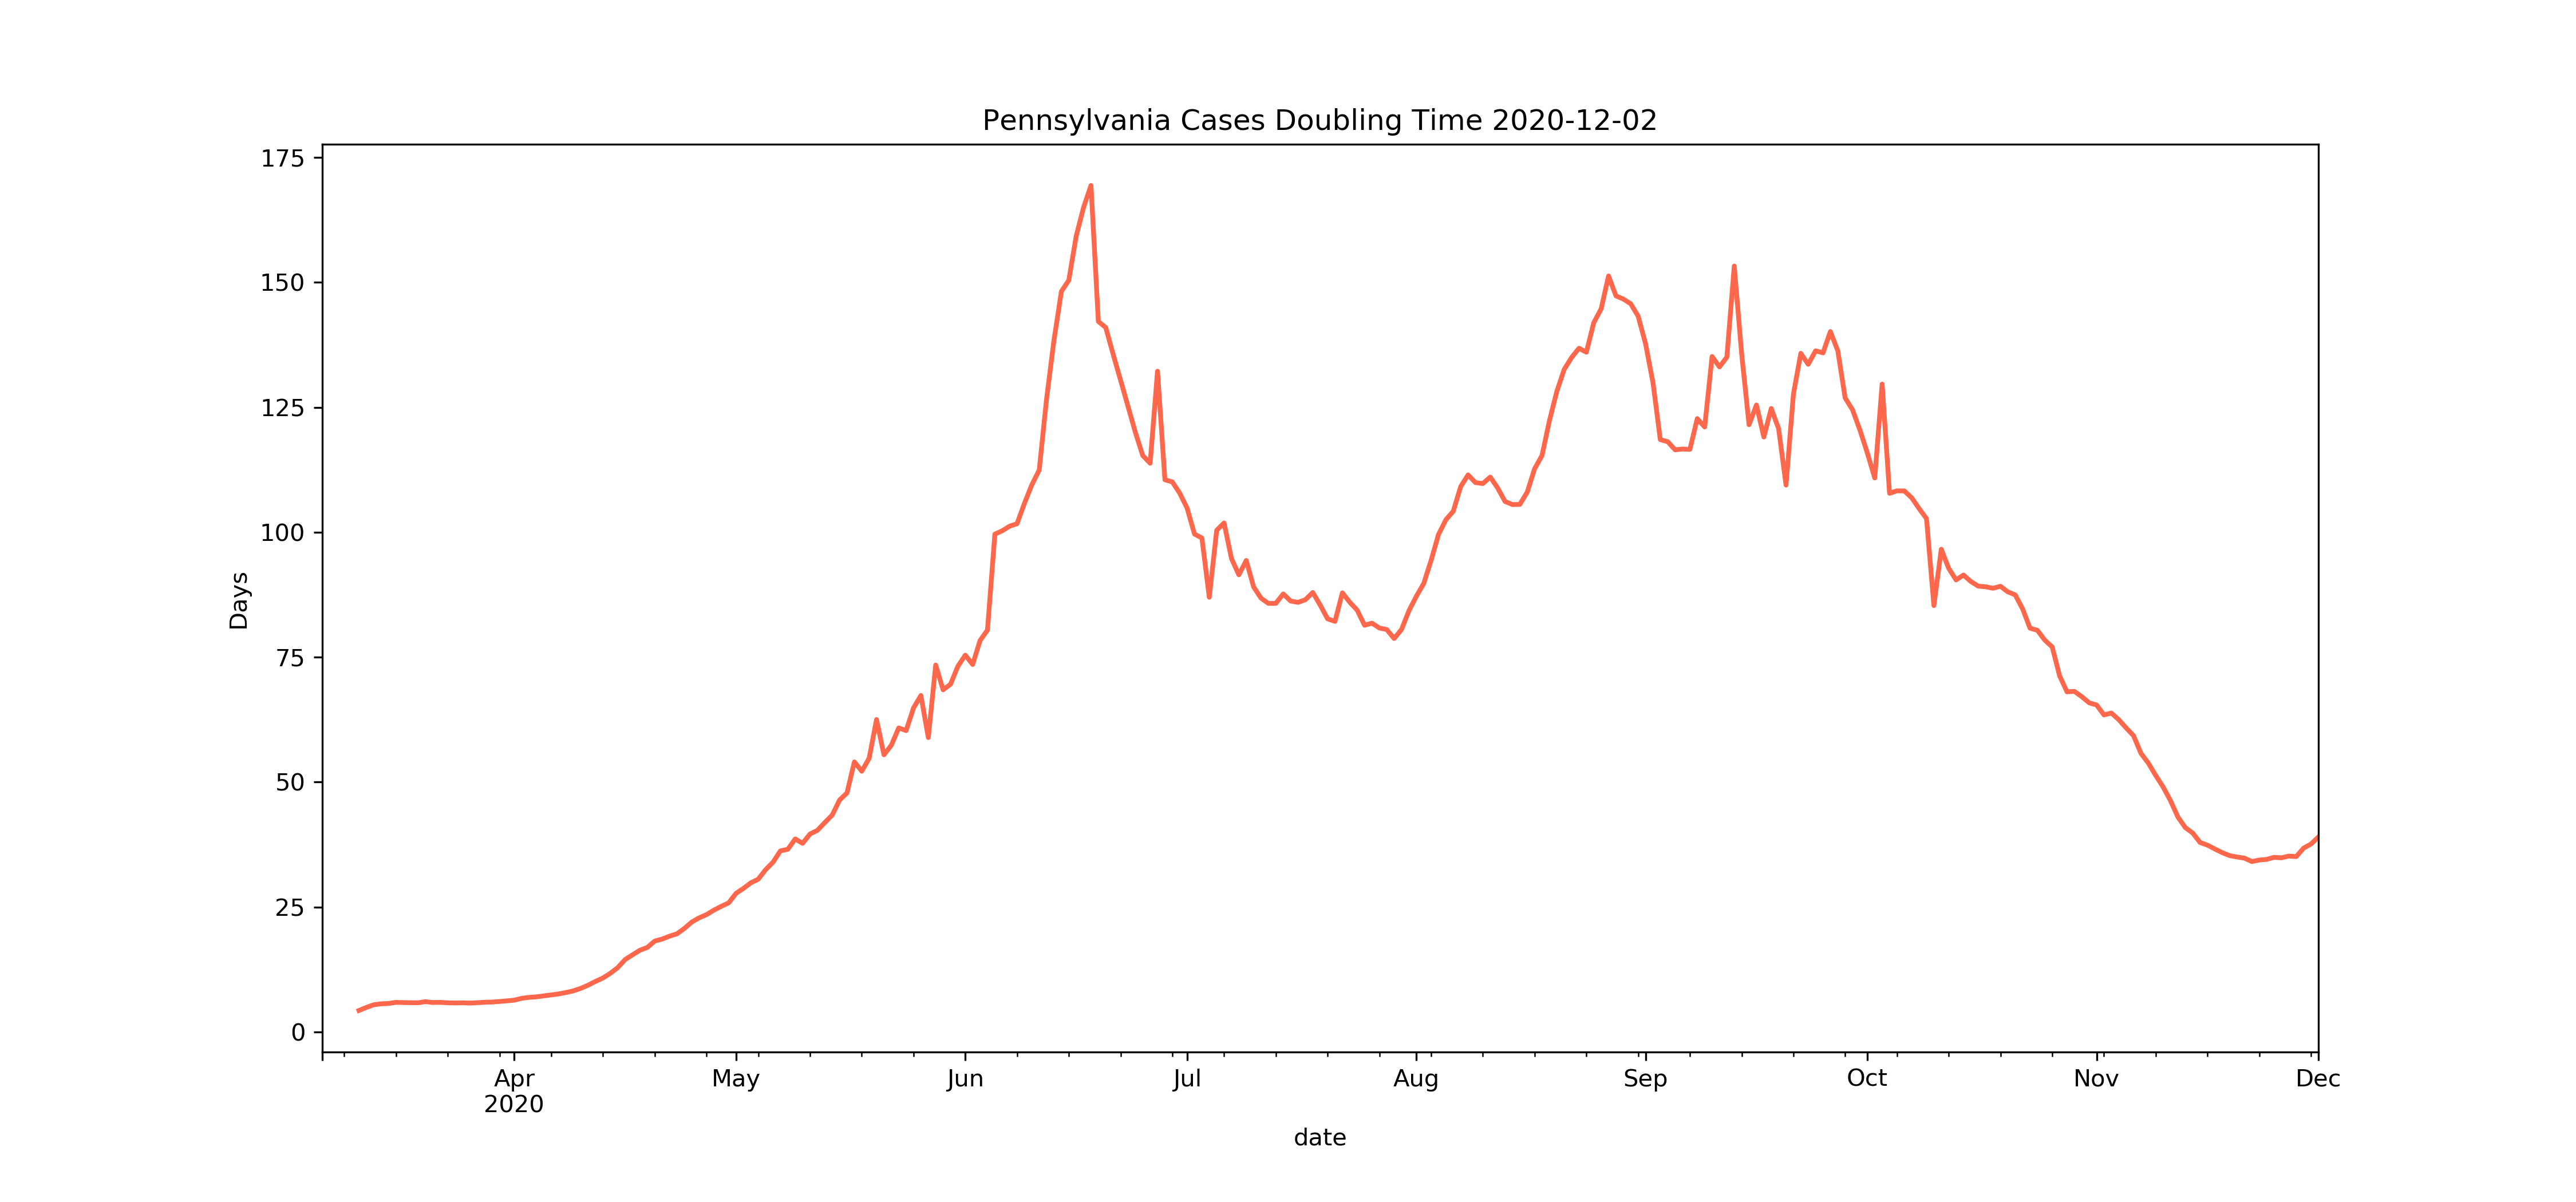 Pennsylvania Cases Doubling Time 2020-12-02
175
150
125
100
75
50
25
0
Days
Apr May Jun Jul Aug Sep Oct Nov Dec
2020
date